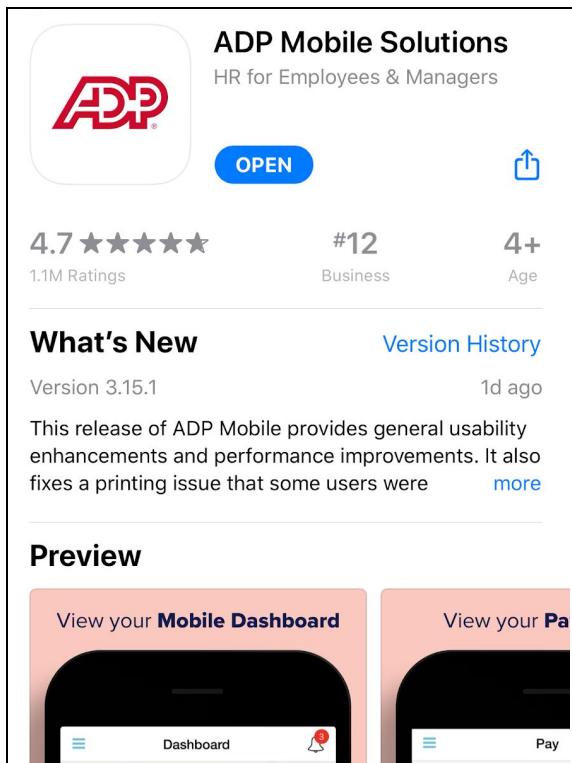 ADP Mobile Solutions
HR for Employees & Managers
ADP
OPEN
4.7
#12
4+
1.1M Ratings
Business
Age
What's New
Version History
Version 3.15.1
1d ago
This release of ADP Mobile provides general usability
enhancements and performance improvements. It also
fixes a printing issue that some users were
more
Preview
View your Mobile Dashboard
Dashboard
3
View your Pa
Pay